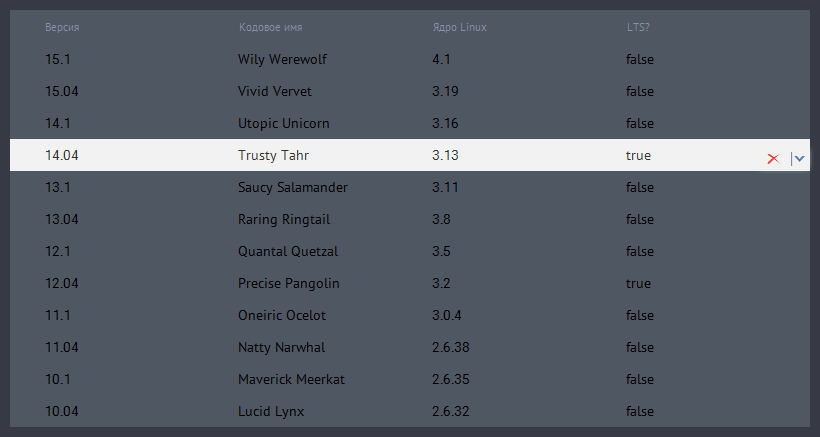 Версия Кодовое имя Ядро Linux LTS?
15.1 Wily Werewolf 4.1 false
15.04 Vivid Vervet 3.19 false
14.1 Utopic Unicorn 3.16 false
14.04 Trusty Tahr 3.13 true
13.1 Saucy Salamander 3.11 false
13.04 Raring Ringtail 3.8 false
12.1 Quantal Quetzal 3.5 false
12.04 Precise Pangolin 3.2 true
11.1 Oneiric Ocelot 3.0.4 false
11.04 Natty Narwhal 2.6.38 false
10.1 Maverick Meerkat 2.6.35 false
10.04 Lucid Lynx 2.6.32 false